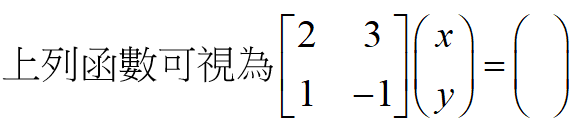 上列函數可視為 [2 3; 1 −1] (x; y) = ( )